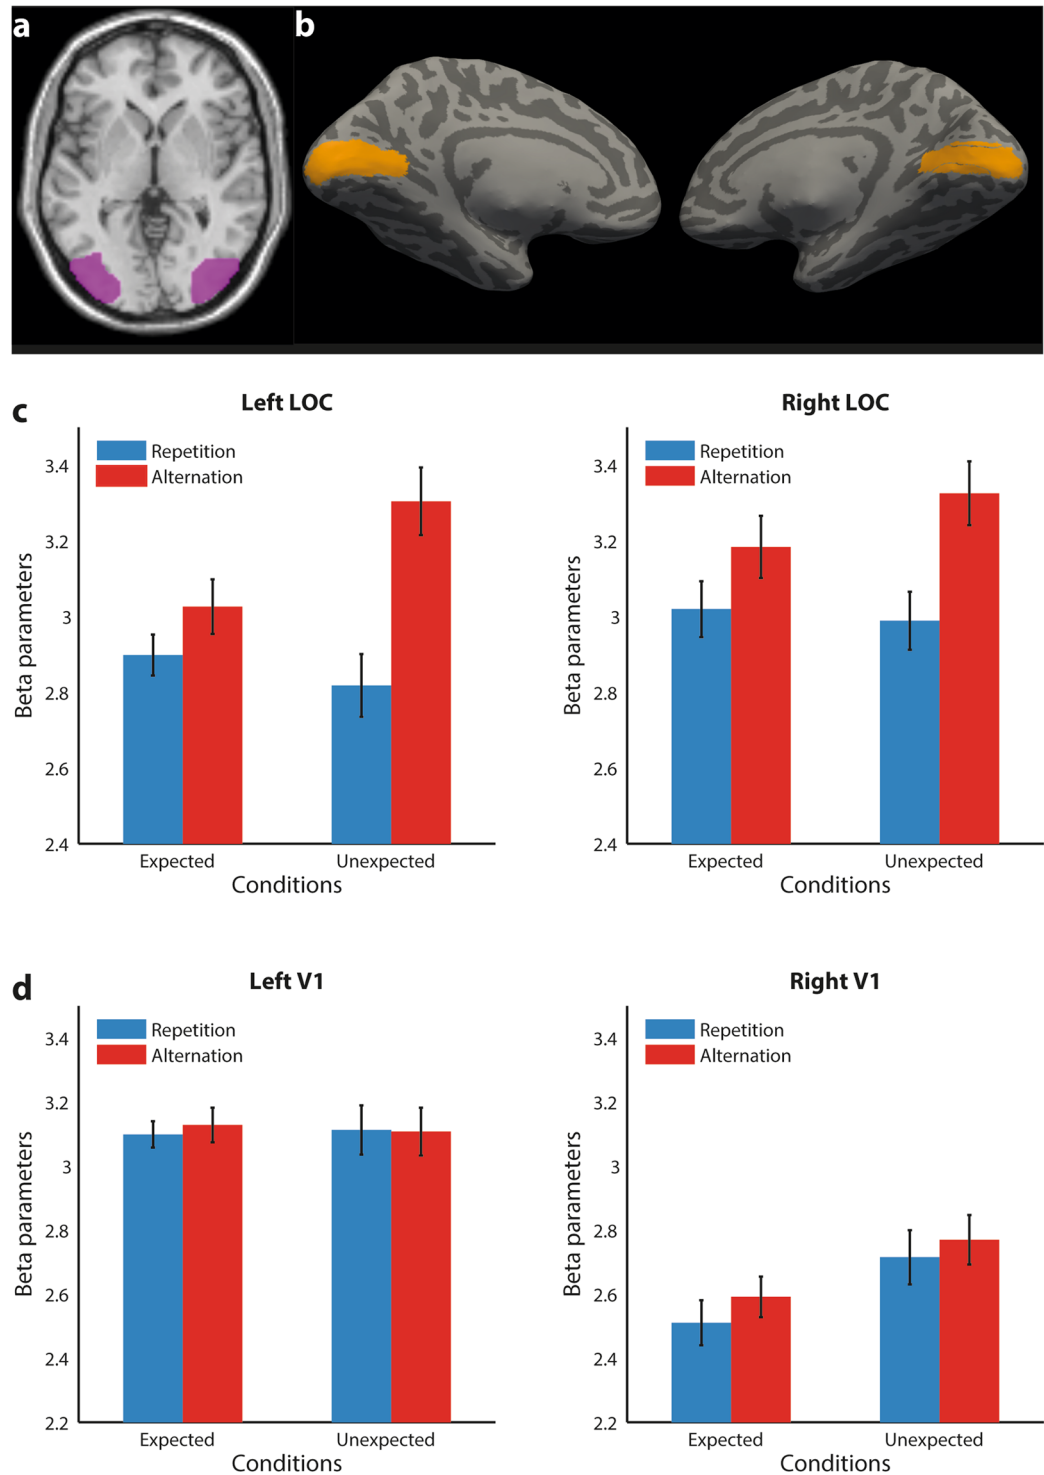 a
b
c
Left LOC
Repetition
Alternation
3.4
3.2
3
2.8
2.6
2.4
Beta parameters
Expected
Unexpected
Conditions
Right LOC
Repetition
Alternation
3.4
3.2
3
2.8
2.6
2.4
Beta parameters
Expected
Unexpected
Conditions
d
Left V1
Repetition
Alternation
3.4
3.2
3
2.8
2.6
2.4
2.2
Beta parameters
Expected
Unexpected
Conditions
Right V1
Repetition
Alternation
3.4
3.2
3
2.8
2.6
2.4
2.2
Beta parameters
Expected
Unexpected
Conditions